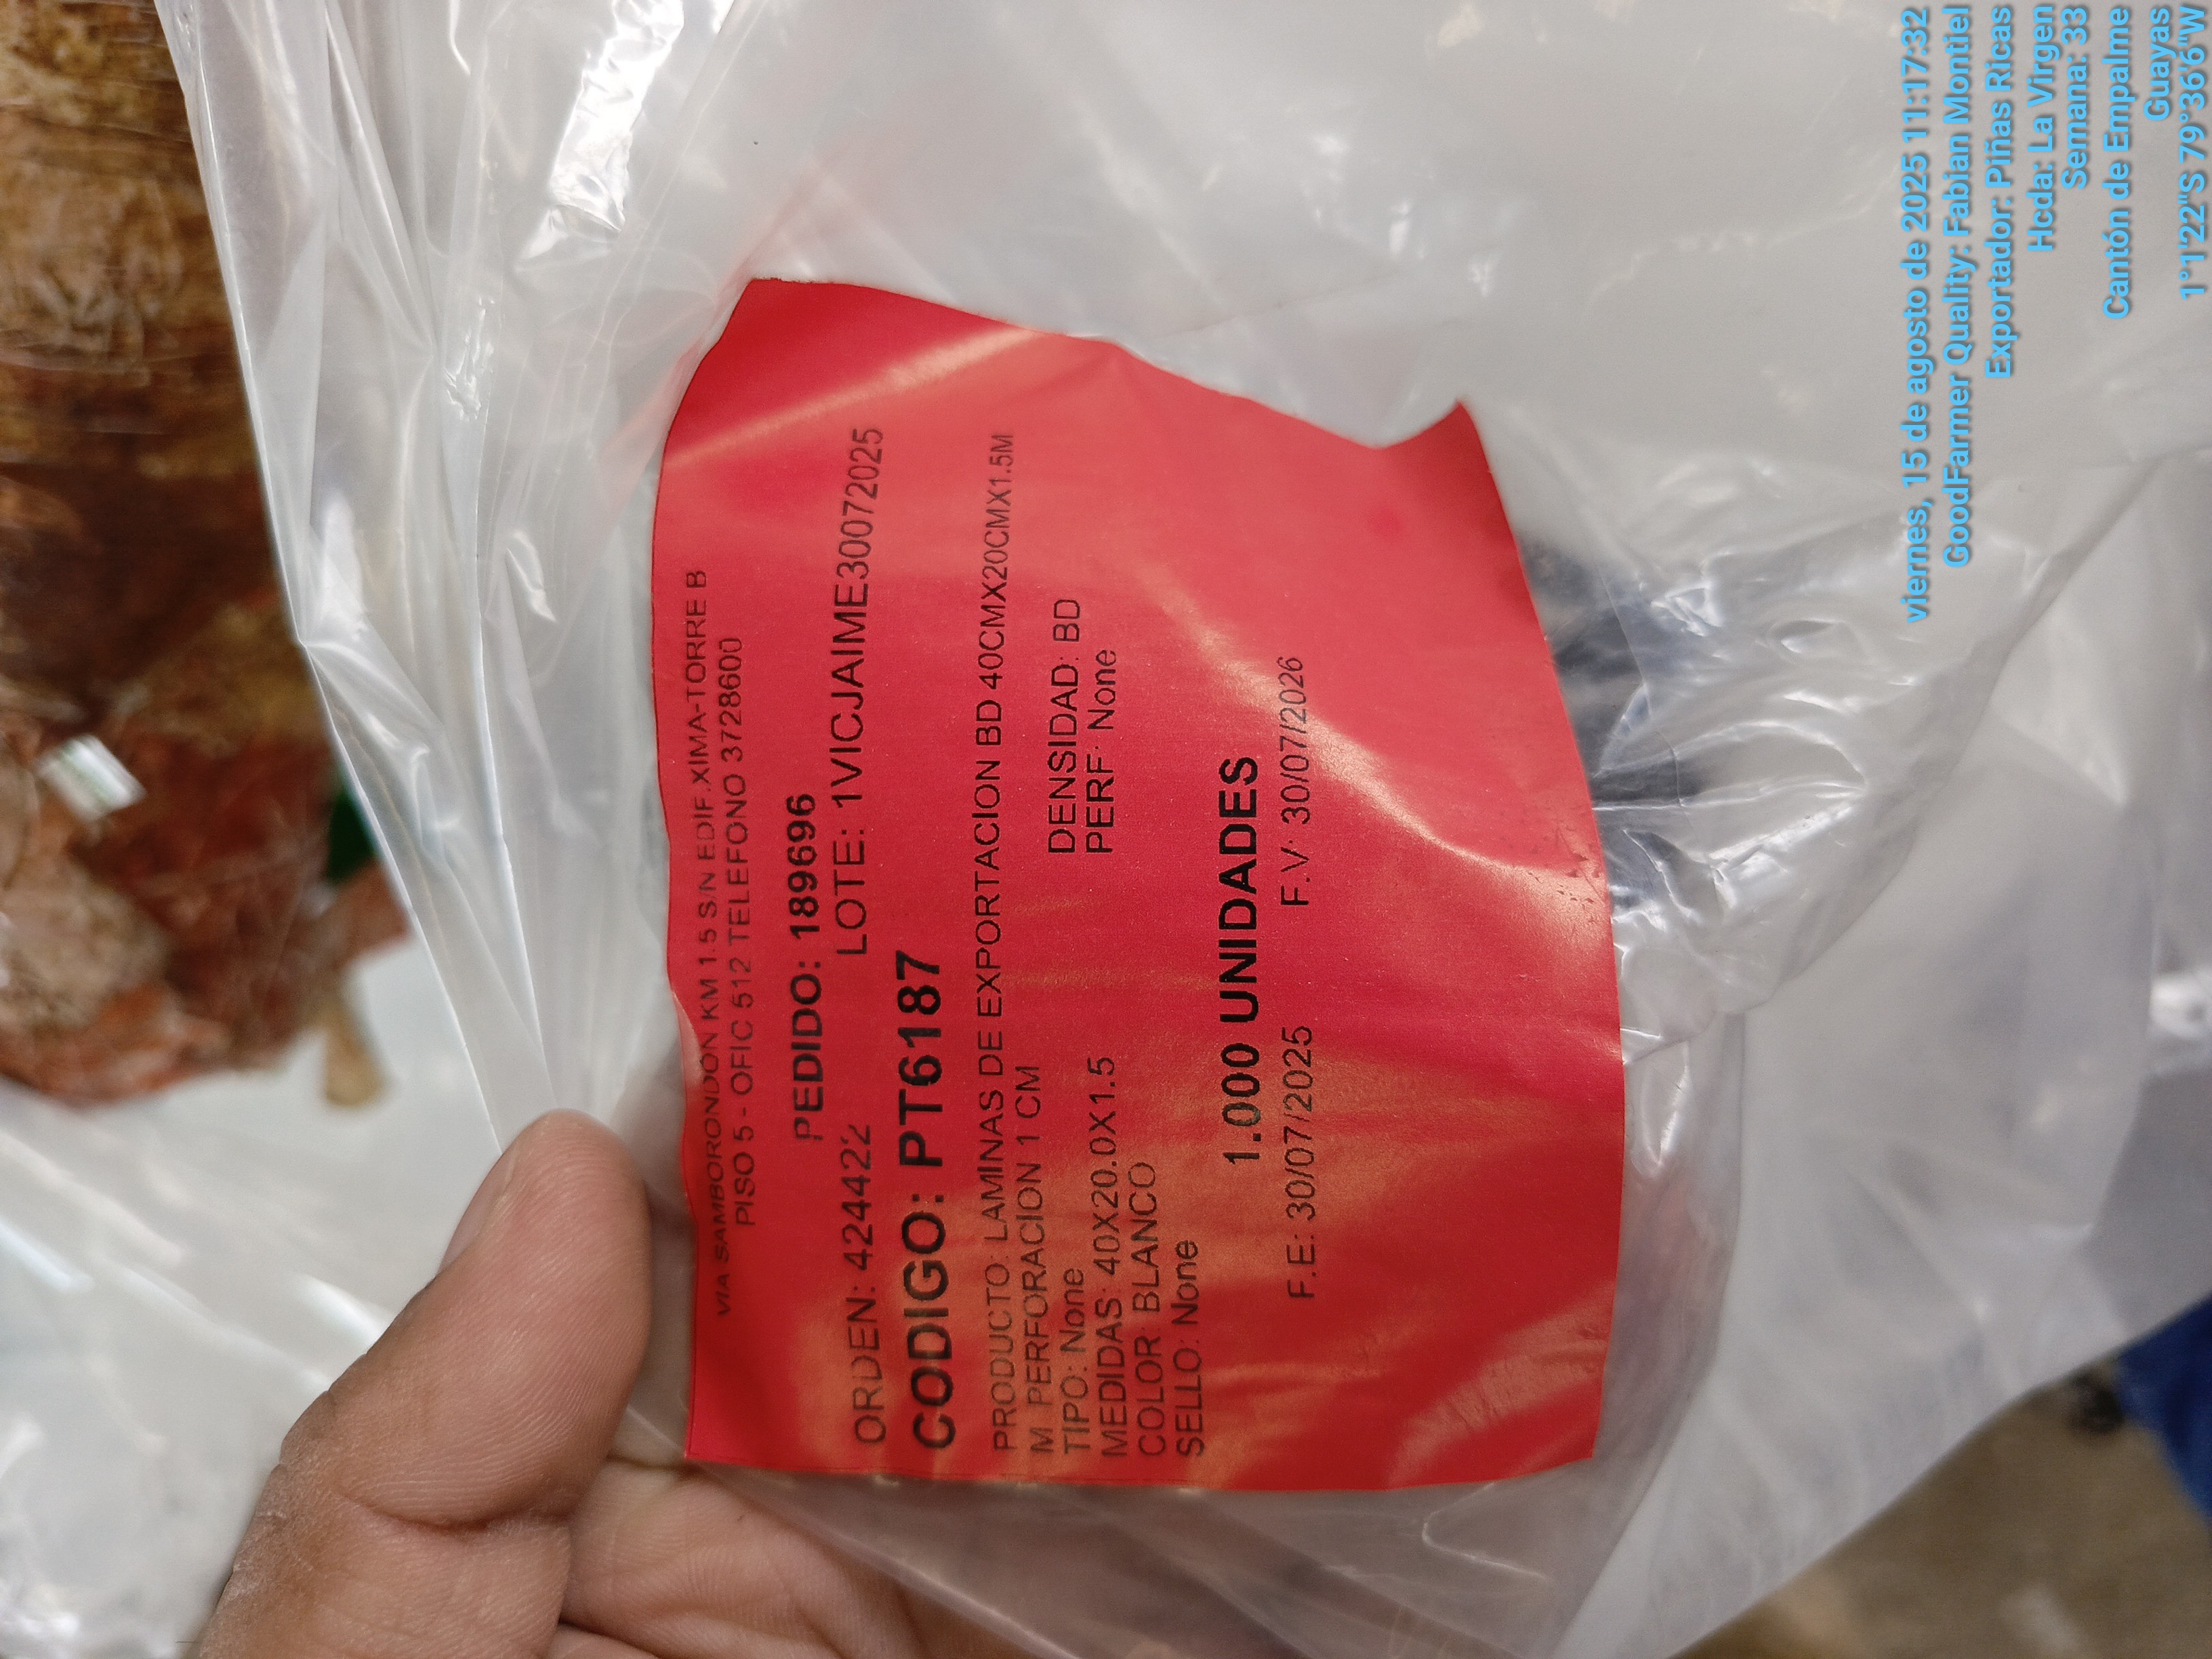 VIA SAMBORONDON KM 1.5 S/N EDIF.XIMA-TORRE B
PISO 5 - OFIC 512 TELEFONO 3728600
PEDIDO: 189696
ORDEN: 424422 LOTE: 1VICJAIME30072025
CODIGO: PT6187
PRODUCTO: LAMINAS DE EXPORTACION BD 40CMX20CMX1.5M
M PERFORACION 1 CM
TIPO: None
DENSIDAD: BD
MEDIDAS: 40X20.0X1.5
PERF: None
COLOR: BLANCO
SELLO: None
1.000 UNIDADES
F.E: 30/07/2025 F.V: 30/07/2026
viernes, 15 de agosto de 2025 11:17:32
GoodFarmer Quality: Fabian Montiel
Exportador: Piñas Ricas
Hcda: La Virgen
Semana: 33
Cantón de Empalme
Guayas
1°1'22"S 79°36'6"W